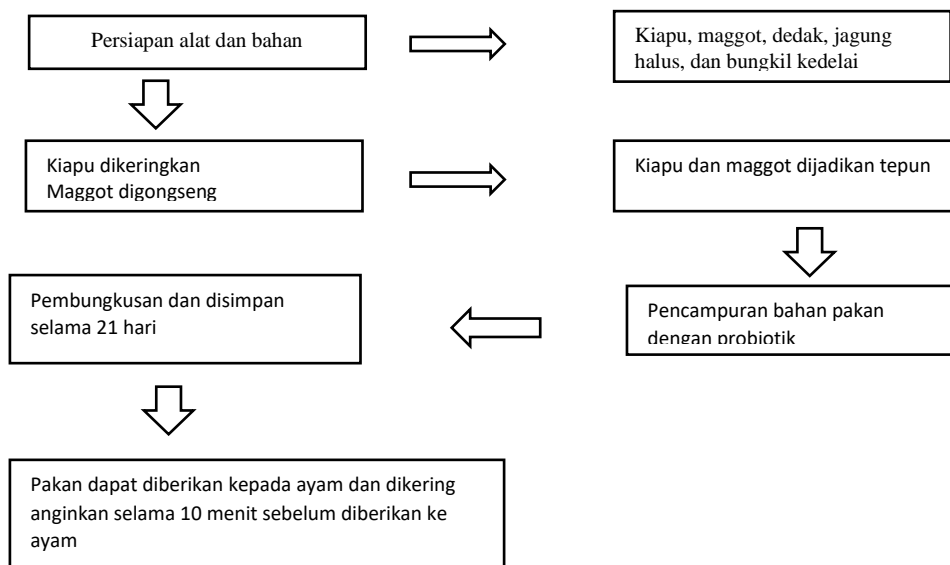 Persiapan alat dan bahan
Kiapu, maggot, dedak, jagung
halus, dan bungkil kedelai
Kiapu dikeringkan
Maggot digongseng
Kiapu dan maggot dijadikan tepun
Pencampuran bahan pakan
dengan probiotik
Pembungkusan dan disimpan
selama 21 hari
Pakan dapat diberikan kepada ayam dan dikering
anginkan selama 10 menit sebelum diberikan ke
ayam